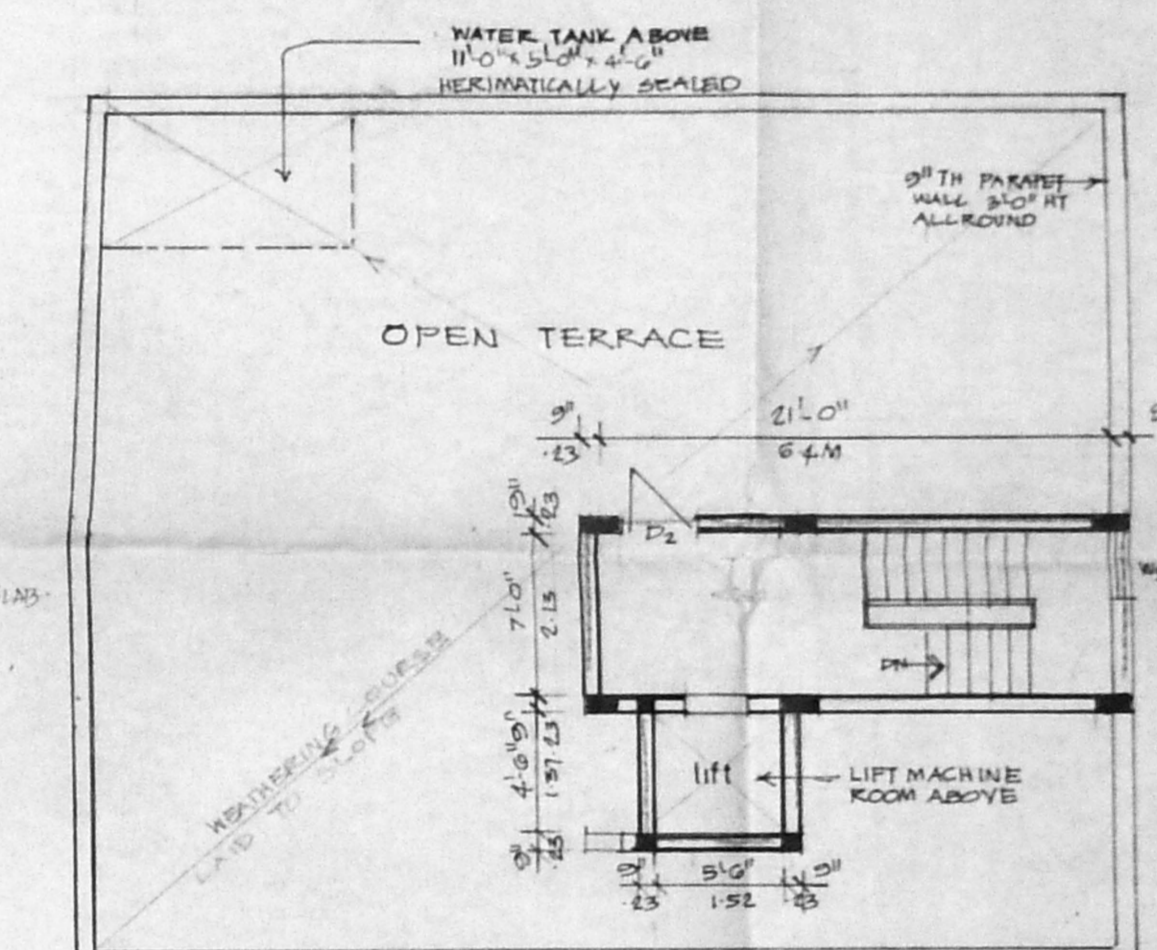 WATER TANK ABOVE
11'-0" x 5'-0" x 4'-6"
HERIMATICALLY SEALED
9" TH PARAPET
WALL 3'-0" HT
ALLROUND
OPEN TERRACE
9"
.23
21'-0"
6.4M
9"
.23
D2
7'-0"
2.13
LAB
DN
WEATHERING COURSE
LAID TO SLOPE
9"
.23
4'-6"
1.37
lift
LIFT MACHINE
ROOM ABOVE
9"
.23
9"
.23
5'-6"
1.52
9"
.23